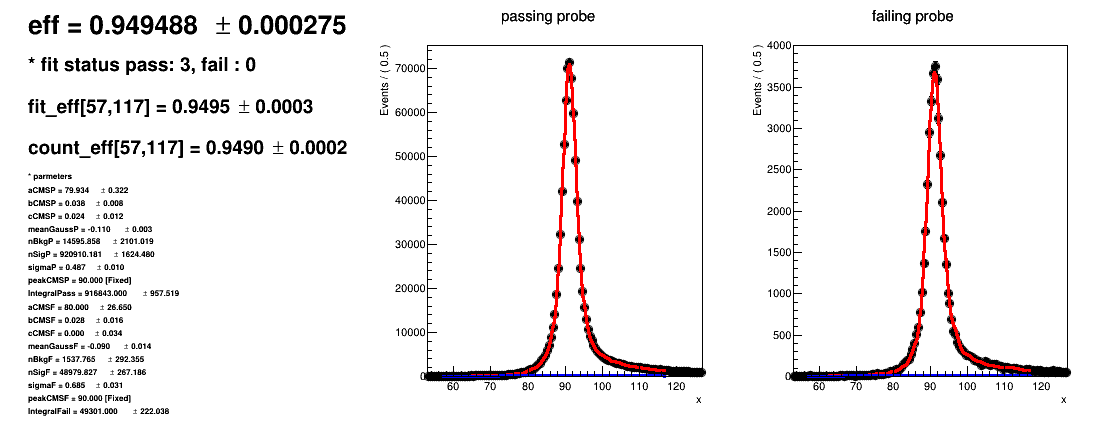 eff = 0.949488 ± 0.000275
* fit status pass: 3, fail : 0
fit_eff[57,117] = 0.9495 ± 0.0003
count_eff[57,117] = 0.9490 ± 0.0002
* parmeters
aCMSP = 79.934 ± 0.322
bCMSP = 0.038 ± 0.008
cCMSP = 0.024 ± 0.012
meanGaussP = -0.110 ± 0.003
nBkgP = 14595.858 ± 2101.019
nSigP = 920910.181 ± 1624.480
sigmaP = 0.487 ± 0.010
peakCMSP = 90.000 [Fixed]
IntegralPass = 916843.000 ± 957.519
aCMSF = 80.000 ± 26.650
bCMSF = 0.028 ± 0.016
cCMSF = 0.000 ± 0.034
meanGaussF = -0.090 ± 0.014
nBkgF = 1537.765 ± 292.355
nSigF = 48979.827 ± 267.186
sigmaF = 0.685 ± 0.031
peakCMSF = 90.000 [Fixed]
IntegralFail = 49301.000 ± 222.038
passing probe
Events / ( 0.5 )
70000
60000
50000
40000
30000
20000
10000
0
60 70 80 90 100 110 120
x
failing probe
Events / ( 0.5 )
4000
3500
3000
2500
2000
1500
1000
500
0
60 70 80 90 100 110 120
x